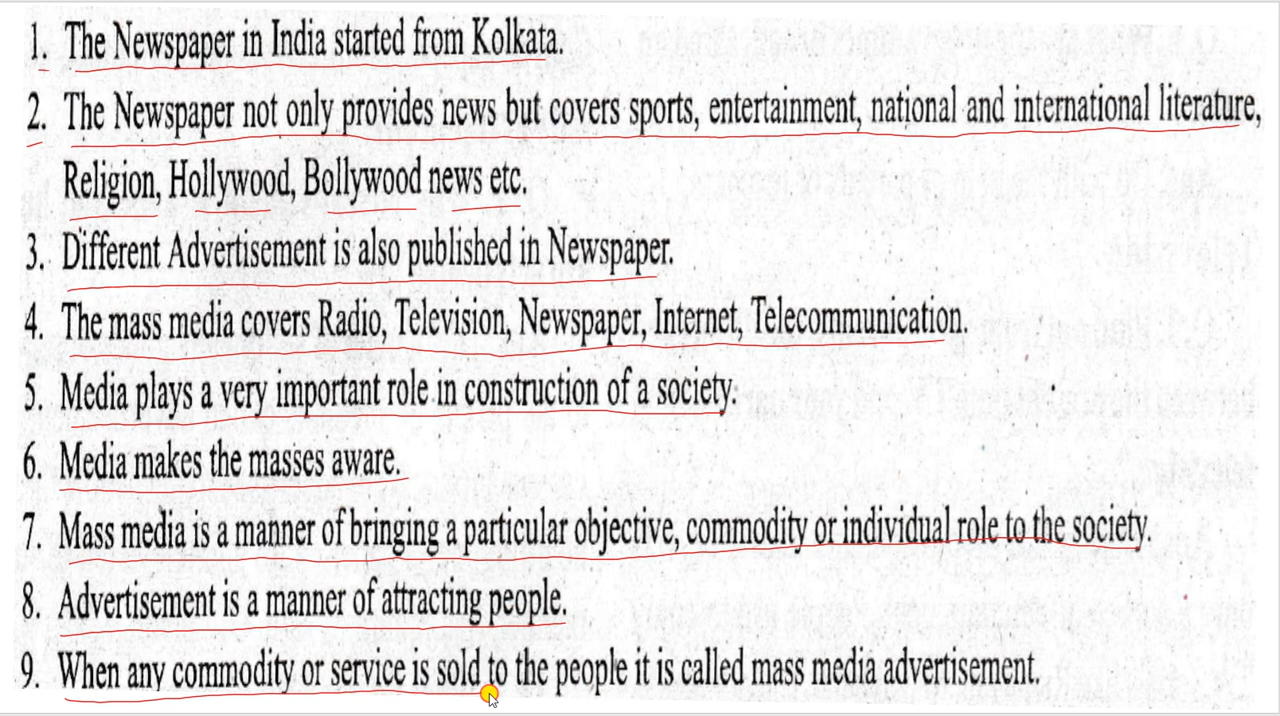 1. The Newspaper in India started from Kolkata.
2. The Newspaper not only provides news but covers sports, entertainment, national and international literature,
Religion, Hollywood, Bollywood news etc.
3. Different Advertisement is also published in Newspaper.
4. The mass media covers Radio, Television, Newspaper, Internet, Telecommunication.
5. Media plays a very important role in construction of a society.
6. Media makes the masses aware.
7. Mass media is a manner of bringing a particular objective, commodity or individual role to the society.
8. Advertisement is a manner of attracting people.
9. When any commodity or service is sold to the people it is called mass media advertisement.